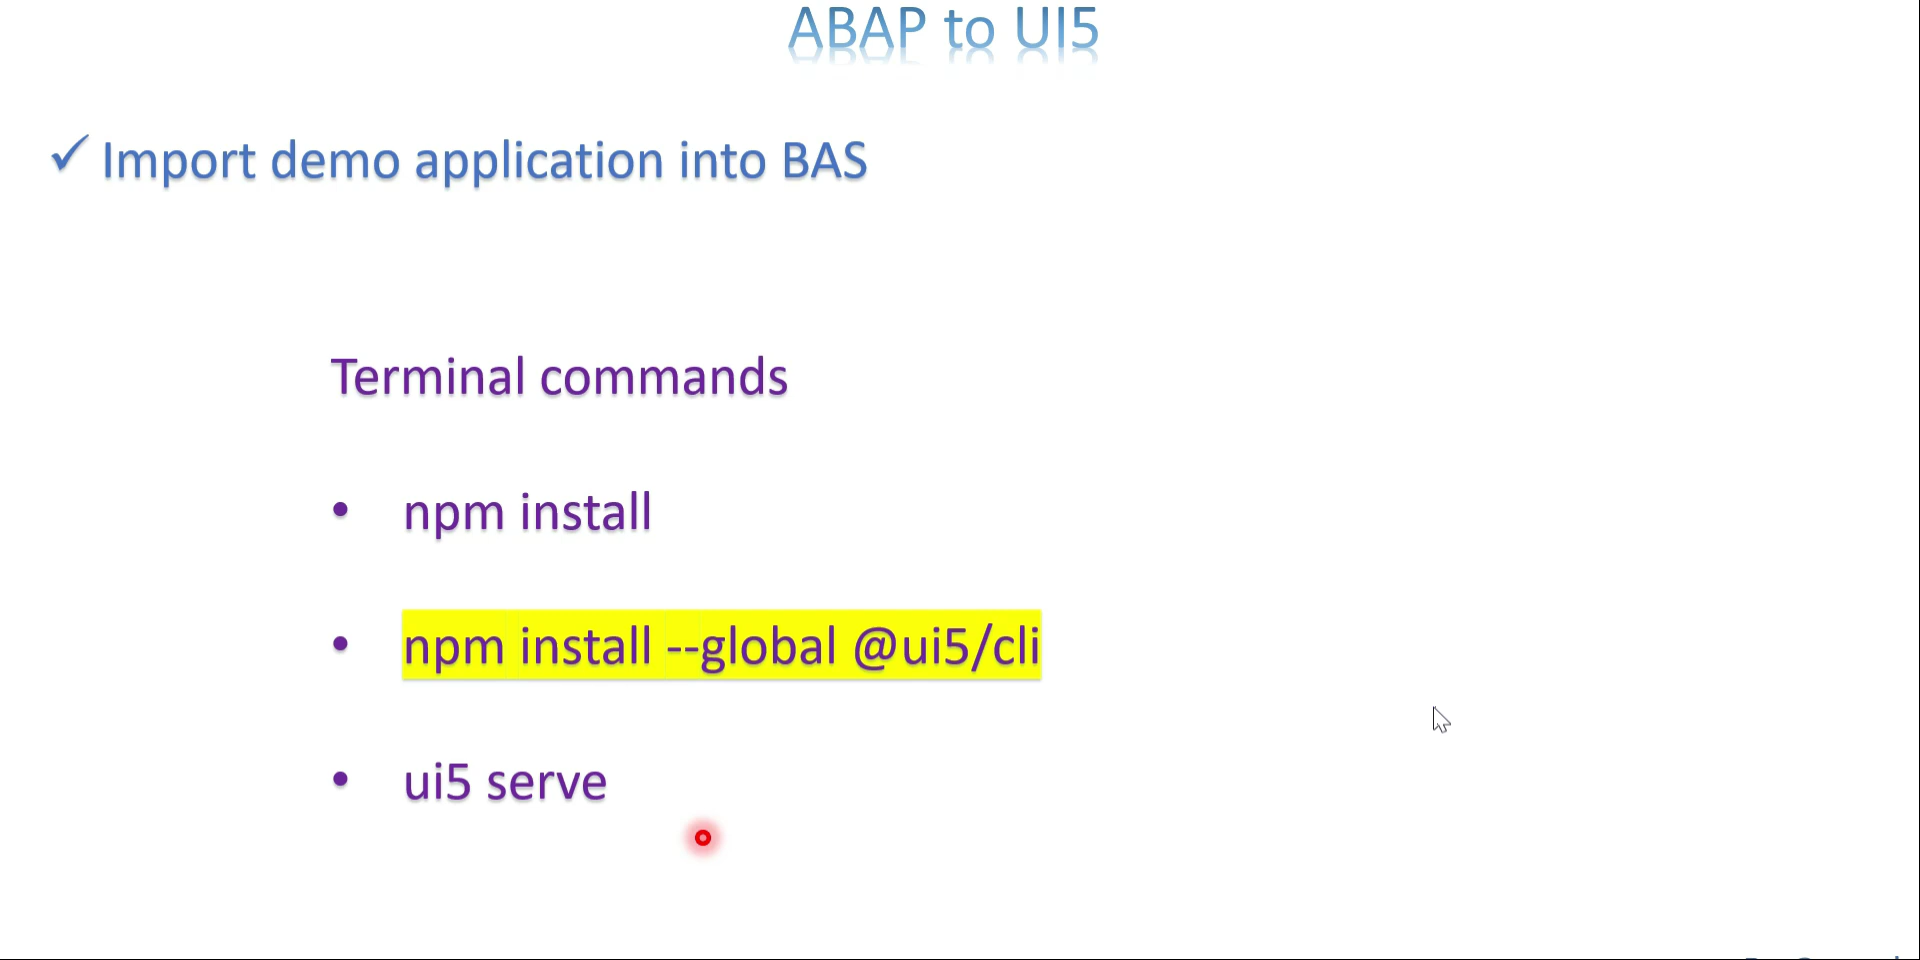 ABAP to UI5
✓ Import demo application into BAS
Terminal commands
• npm install
• npm install --global @ui5/cli
• ui5 serve